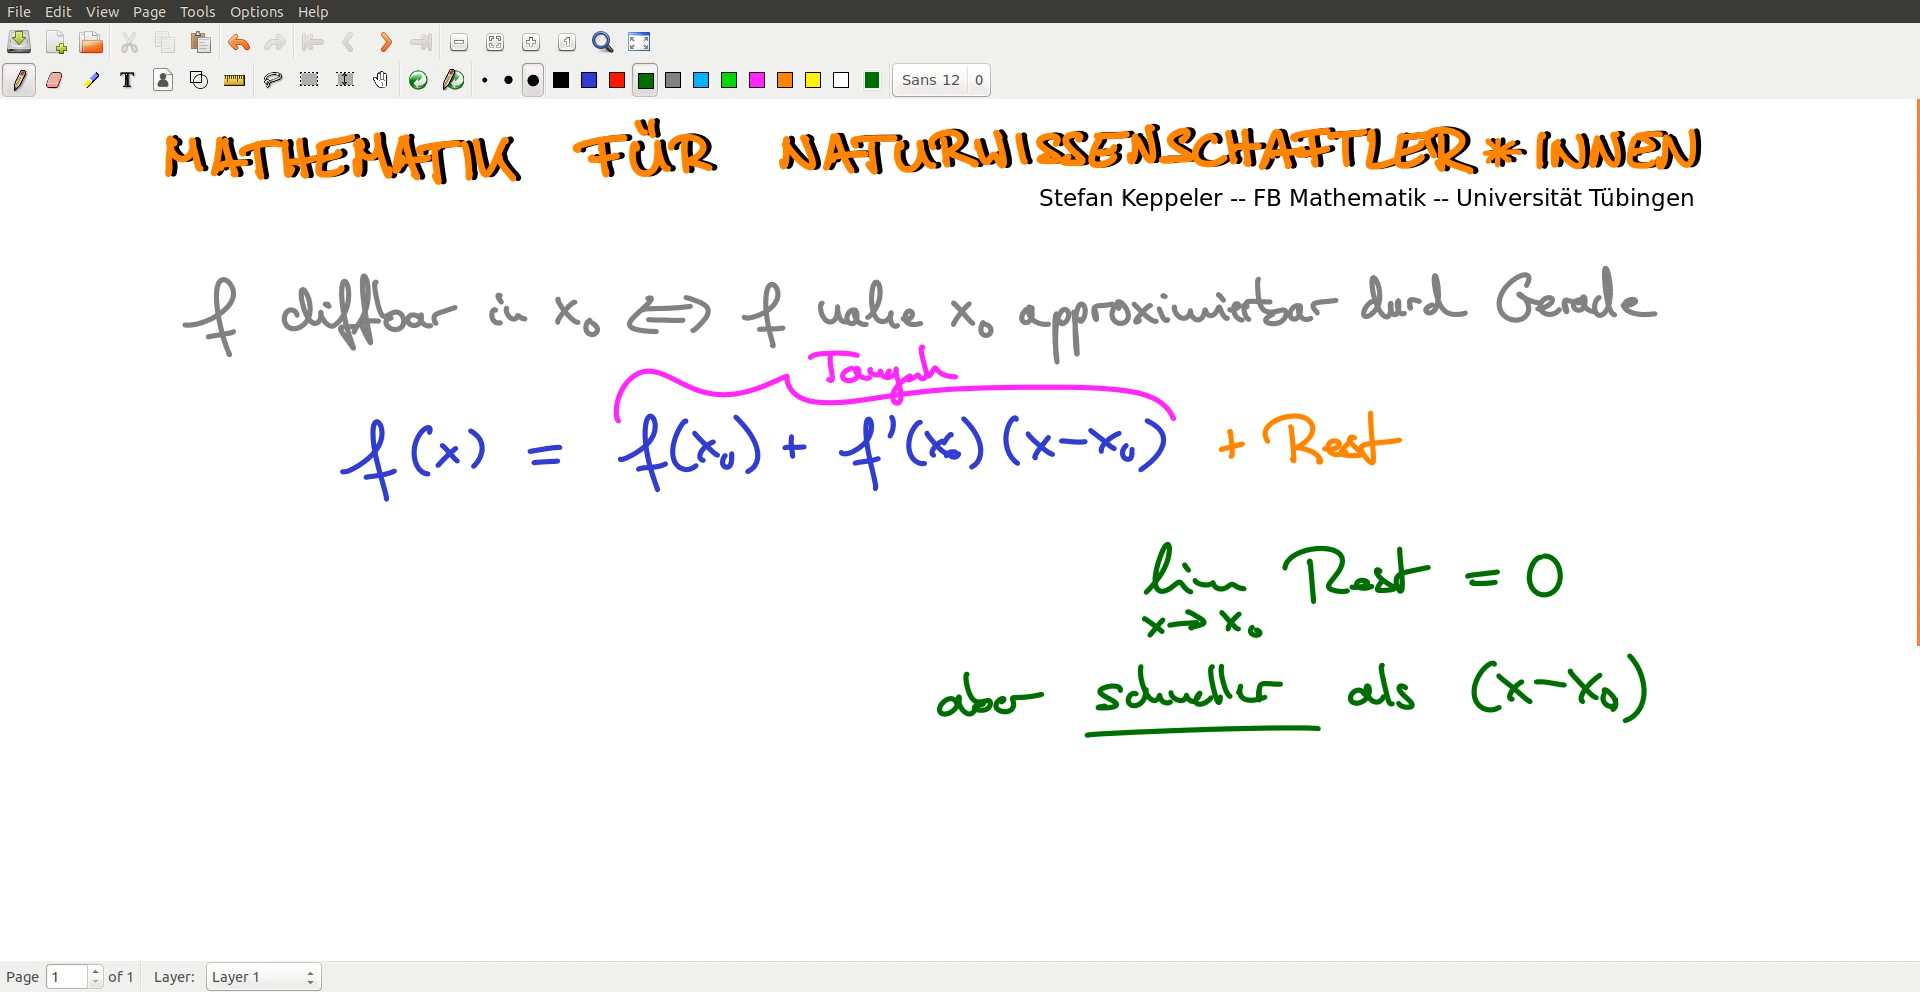 File Edit View Page Tools Options Help
Sans 12 0
MATHEMATIK FÜR NATURWISSENSCHAFTLER*INNEN
Stefan Keppeler -- FB Mathematik -- Universität Tübingen
f diffbar in x₀ ⟺ f nahe x₀ approximierbar durch Gerade
Tangente
f(x) = f(x₀) + f'(x₀)(x-x₀) + Rest
lim Rest = 0
x→x₀
aber schneller als (x-x₀)
Page 1 of 1 Layer: Layer 1